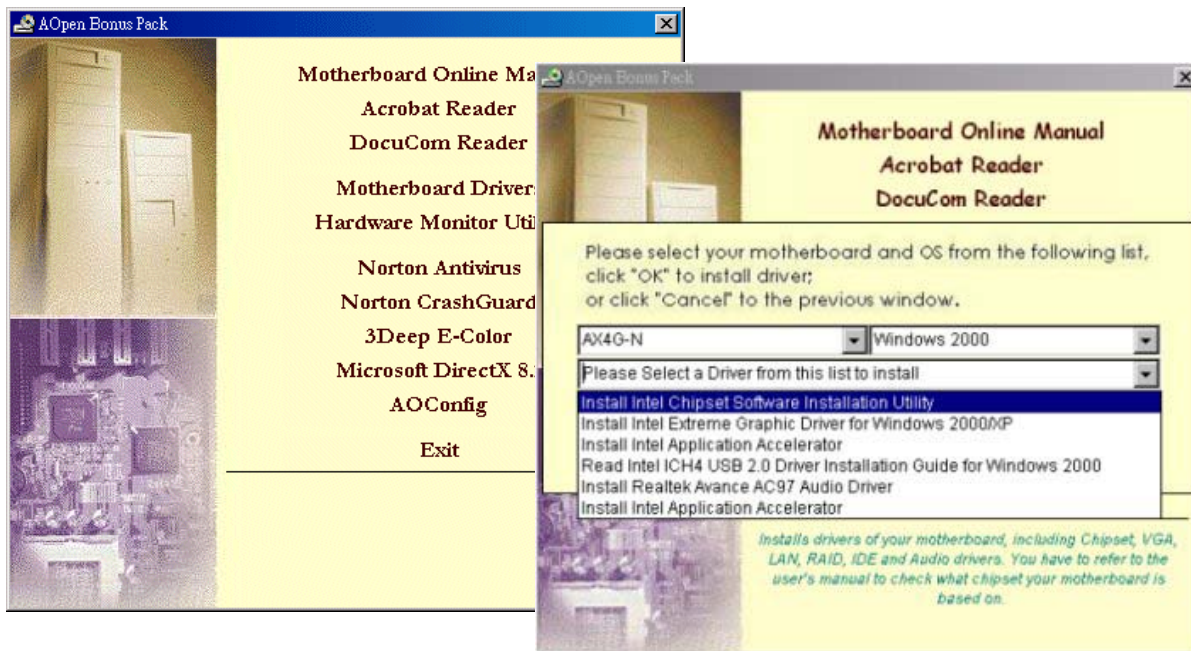 AOpen Bonus Pack
Motherboard Online Ma
Acrobat Reader
DocuCom Reader
Motherboard Driver
Hardware Monitor Uti
Norton Antivirus
Norton CrashGuard
3Deep E-Color
Microsoft DirectX 8.
AOConfig
Exit
AOpen Bonus Pack
Motherboard Online Manual
Acrobat Reader
DocuCom Reader
Please select your motherboard and OS from the following list,
click "OK" to install driver;
or click "Cancel" to the previous window.
AX4G-N Windows 2000
Please Select a Driver from this list to install
Install Intel Chipset Software Installation Utility
Install Intel Extreme Graphic Driver for Windows 2000/XP
Install Intel Application Accelerator
Read Intel ICH4 USB 2.0 Driver Installation Guide for Windows 2000
Install Realtek Avance AC97 Audio Driver
Install Intel Application Accelerator
Installs drivers of your motherboard, including Chipset, VGA,
LAN, RAID, IDE and Audio drivers. You have to refer to the
user's manual to check what chipset your motherboard is
based on.